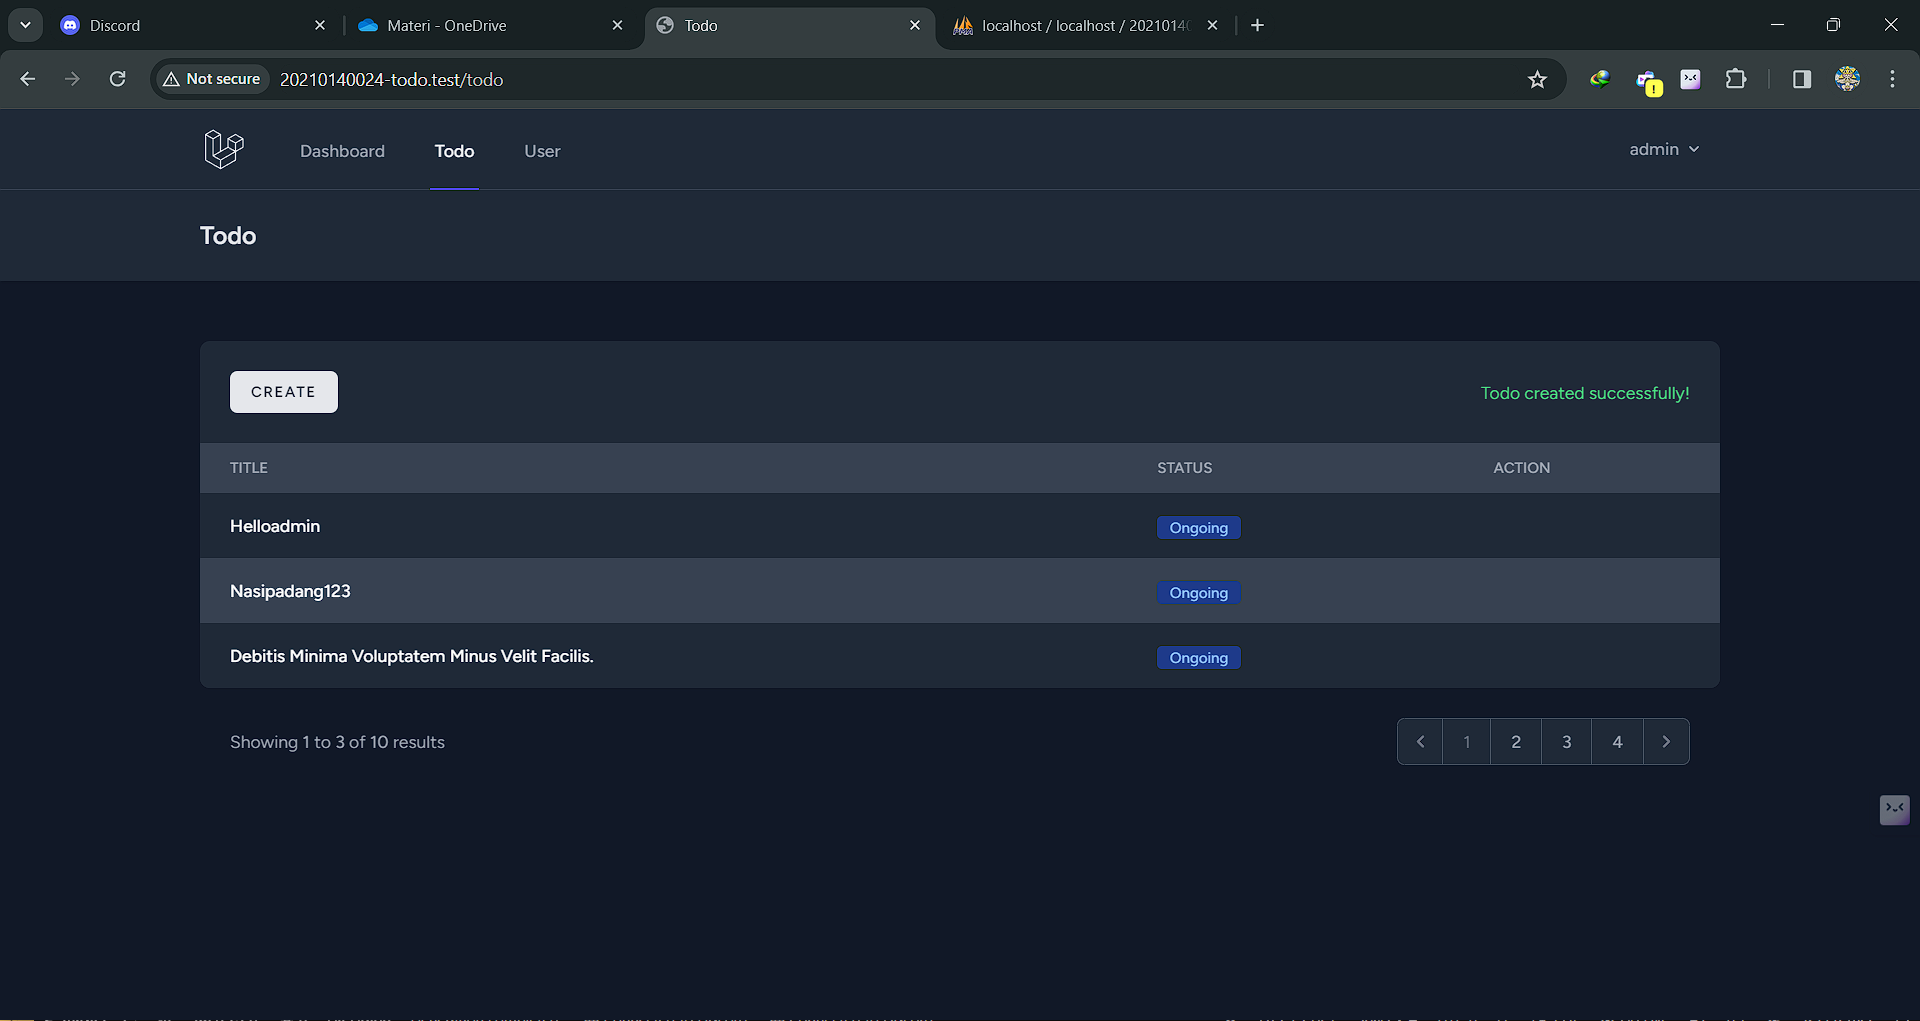 Discord
Materi - OneDrive
Todo
localhost / localhost / 2021014
Not secure
20210140024-todo.test/todo
Dashboard
Todo
User
admin
Todo
CREATE
Todo created successfully!
TITLE STATUS ACTION
Helloadmin Ongoing
Nasipadang123 Ongoing
Debitis Minima Voluptatem Minus Velit Facilis. Ongoing
Showing 1 to 3 of 10 results
1 2 3 4